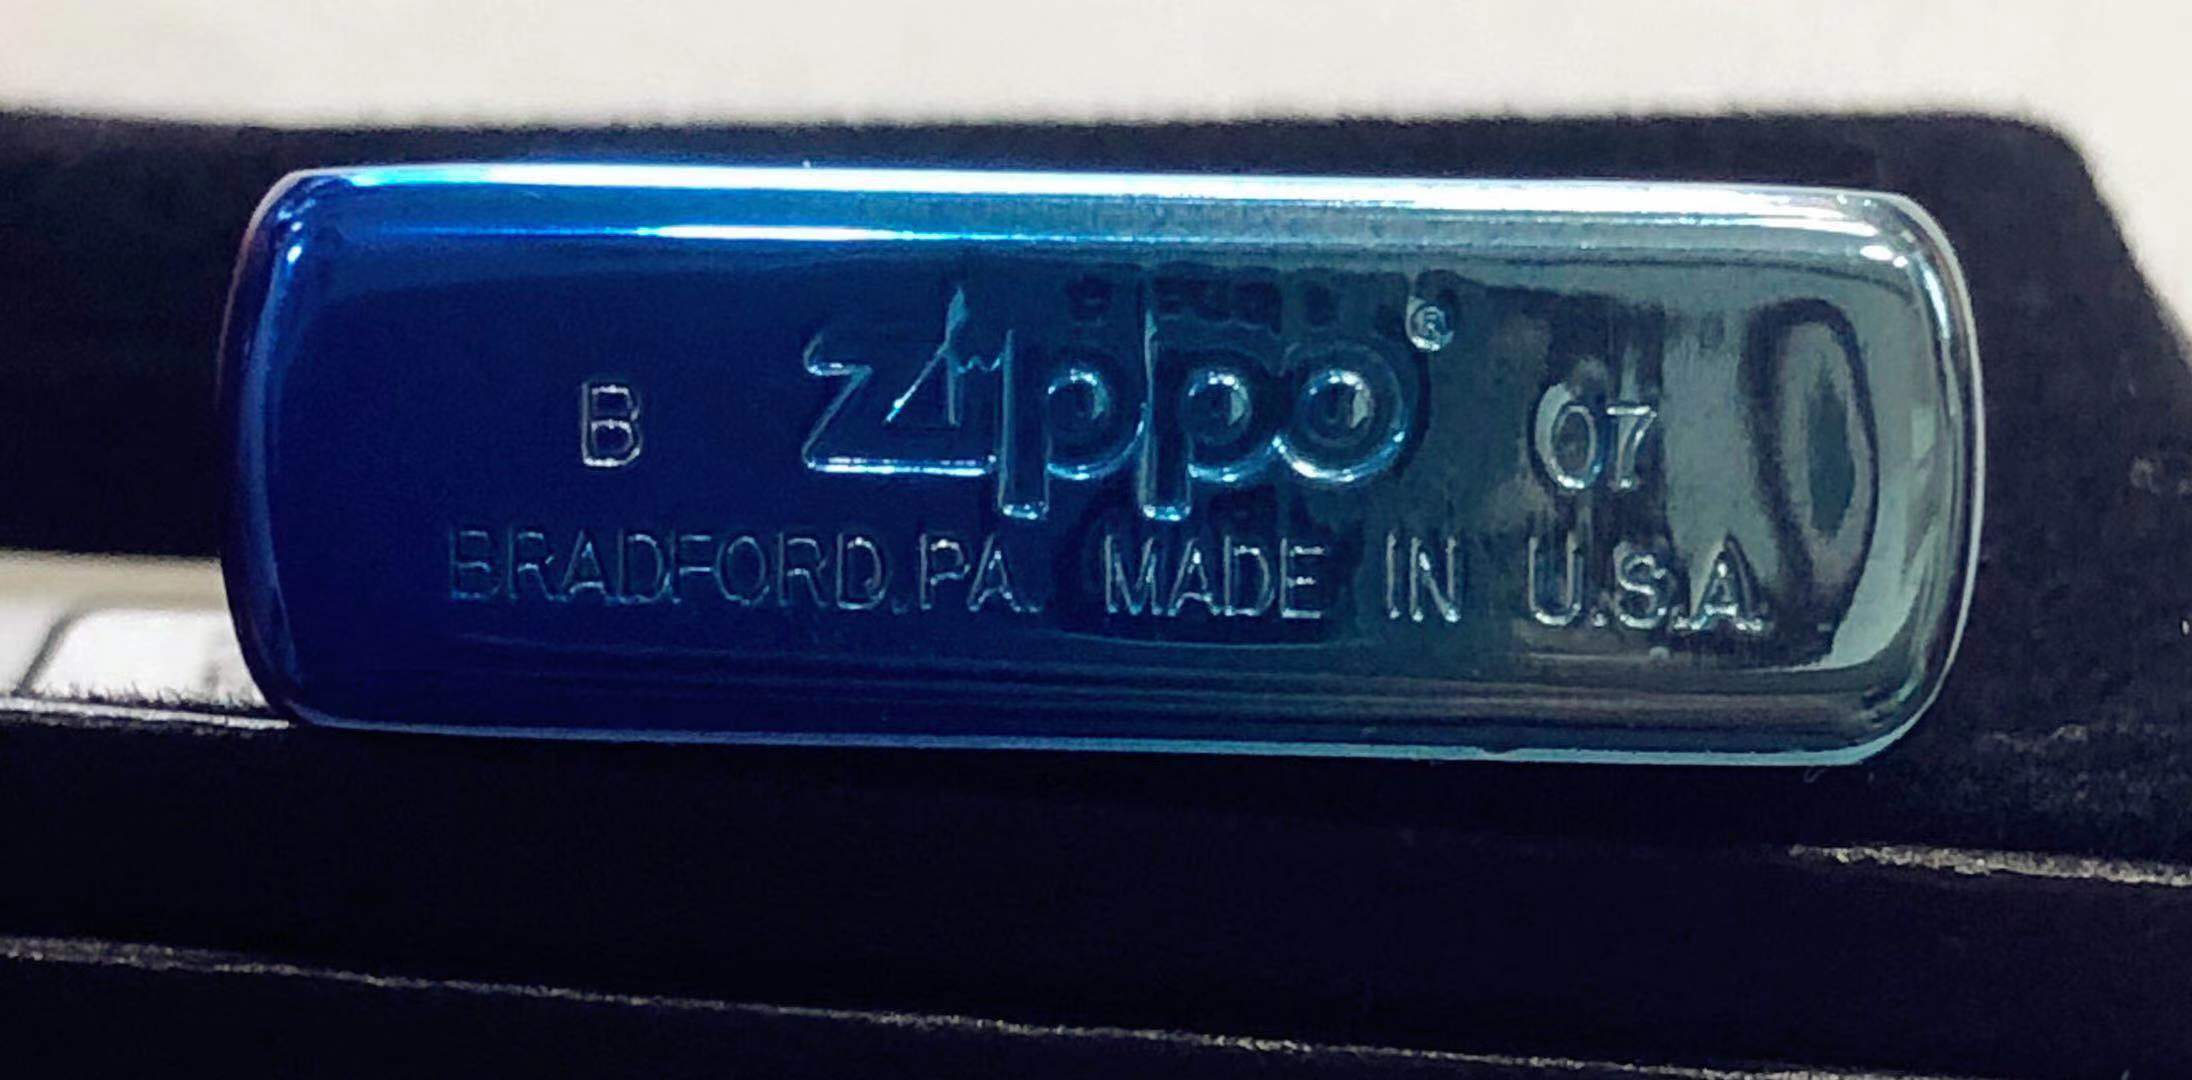 B Zippo® 07
BRADFORD.PA. MADE IN U.S.A.